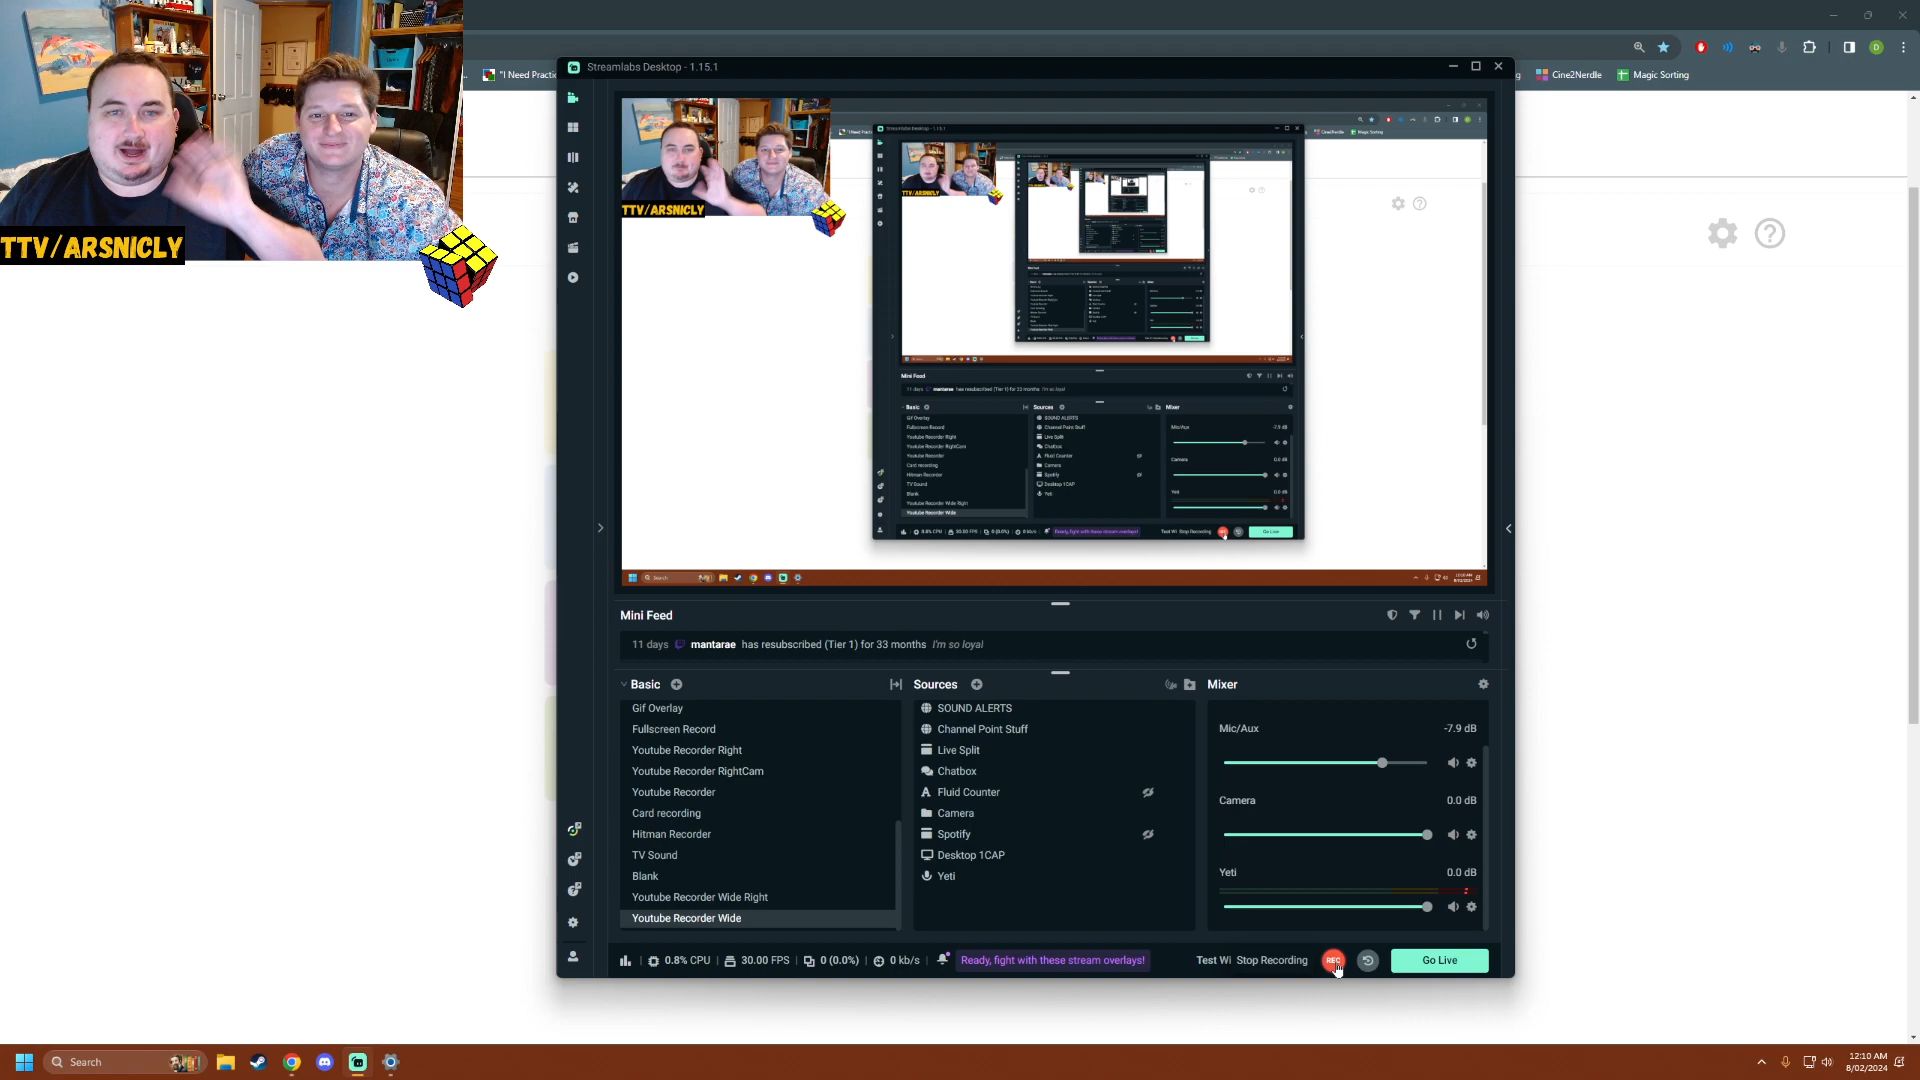 "I Need Practic
Cine2Nerdle
Magic Sorting
Streamlabs Desktop - 1.15.1
TTV/ARSNICLY
TTV/ARSNICLY
TTV/ARSNICLY
Mini Feed
11 days mantarae has resubscribed (Tier 1) for 33 months I'm so loyal
Basic
Sources
Mixer
Gif Overlay
Fullscreen Record
Youtube Recorder Right
Youtube Recorder RightCam
Youtube Recorder
Card recording
Hitman Recorder
TV Sound
Blank
Youtube Recorder Wide Right
Youtube Recorder Wide
SOUND ALERTS
Channel Point Stuff
Live Split
Chatbox
Fluid Counter
Camera
Spotify
Desktop 1CAP
Yeti
Mic/Aux -7.9 dB
Camera 0.0 dB
Yeti 0.0 dB
0.8% CPU
30.00 FPS
0 (0.0%)
0 kb/s
Ready, fight with these stream overlays!
Test Wi Stop Recording
REC
Go Live
Search
12:10 AM
8/02/2024